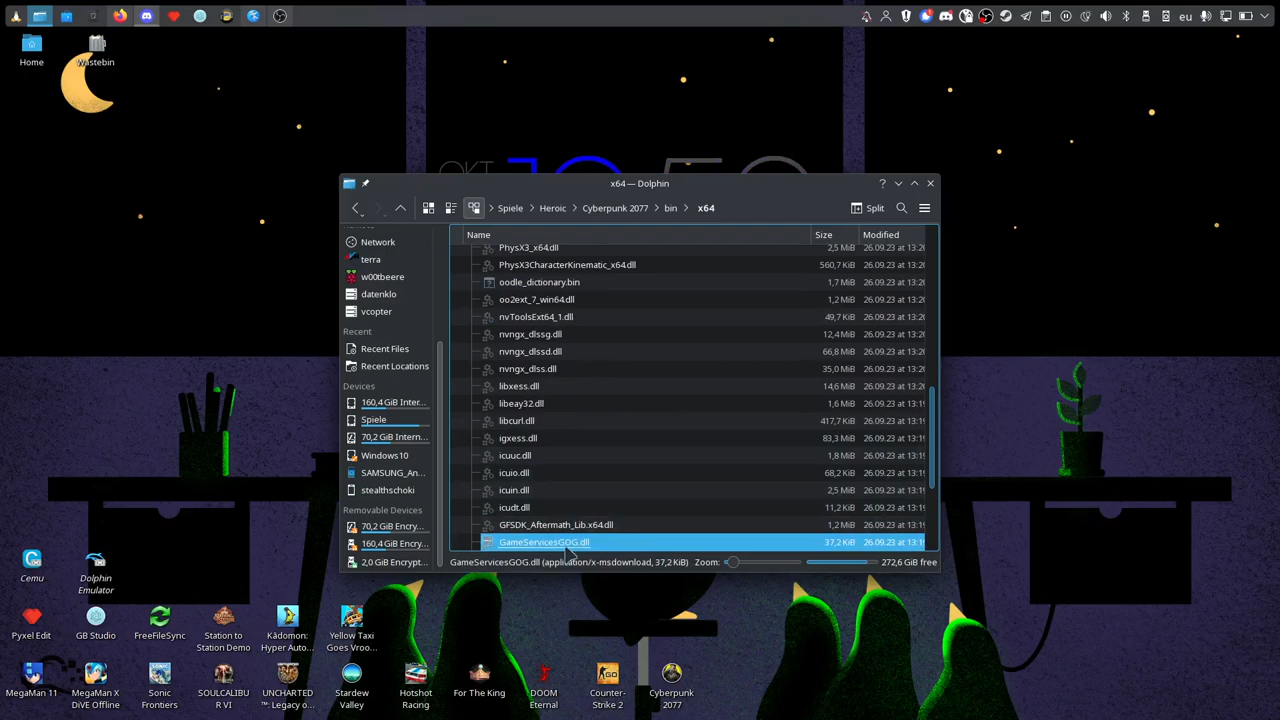 eu
Home
Wastebin
OKT
x64 — Dolphin
Spiele
Heroic
Cyberpunk 2077
bin
x64
Split
Name
Size
Modified
Network
terra
w00tbeere
datenklo
vcopter
Recent
Recent Files
Recent Locations
Devices
160,4 GiB Inter...
Spiele
70,2 GiB Intern...
Windows10
SAMSUNG_An...
stealthschoki
Removable Devices
70,2 GiB Encry...
160,4 GiB Encry...
2,0 GiB Encrypt...
PhysX3_x64.dll 2,5 MiB 26.09.23 at 13:20
PhysX3CharacterKinematic_x64.dll 560,7 KiB 26.09.23 at 13:20
oodle_dictionary.bin 1,7 MiB 26.09.23 at 13:20
oo2ext_7_win64.dll 1,2 MiB 26.09.23 at 13:20
nvToolsExt64_1.dll 49,7 KiB 26.09.23 at 13:20
nvngx_dlssg.dll 12,4 MiB 26.09.23 at 13:20
nvngx_dlssd.dll 66,8 MiB 26.09.23 at 13:20
nvngx_dlss.dll 35,0 MiB 26.09.23 at 13:20
libxess.dll 14,6 MiB 26.09.23 at 13:20
libeay32.dll 1,6 MiB 26.09.23 at 13:19
libcurl.dll 417,7 KiB 26.09.23 at 13:19
igxess.dll 83,3 MiB 26.09.23 at 13:19
icuuc.dll 1,8 MiB 26.09.23 at 13:19
icuio.dll 68,2 KiB 26.09.23 at 13:19
icuin.dll 2,5 MiB 26.09.23 at 13:19
icudt.dll 11,2 KiB 26.09.23 at 13:19
GFSDK_Aftermath_Lib.x64.dll 1,2 MiB 26.09.23 at 13:19
GameServicesGOG.dll 37,2 KiB 26.09.23 at 13:19
GameServicesGOG.dll (application/x-msdownload, 37,2 KiB)
Zoom:
272,6 GiB free
Cemu
Dolphin
Emulator
Pyxel Edit
GB Studio
FreeFileSync
Station to
Station Demo
Kādomon:
Hyper Auto...
Yellow Taxi
Goes Vroo...
MegaMan 11
MegaMan X
DiVE Offline
Sonic
Frontiers
SOULCALIBU
R VI
UNCHARTED
™: Legacy o...
Stardew
Valley
Hotshot
Racing
For The King
DOOM
Eternal
Counter-
Strike 2
Cyberpunk
2077